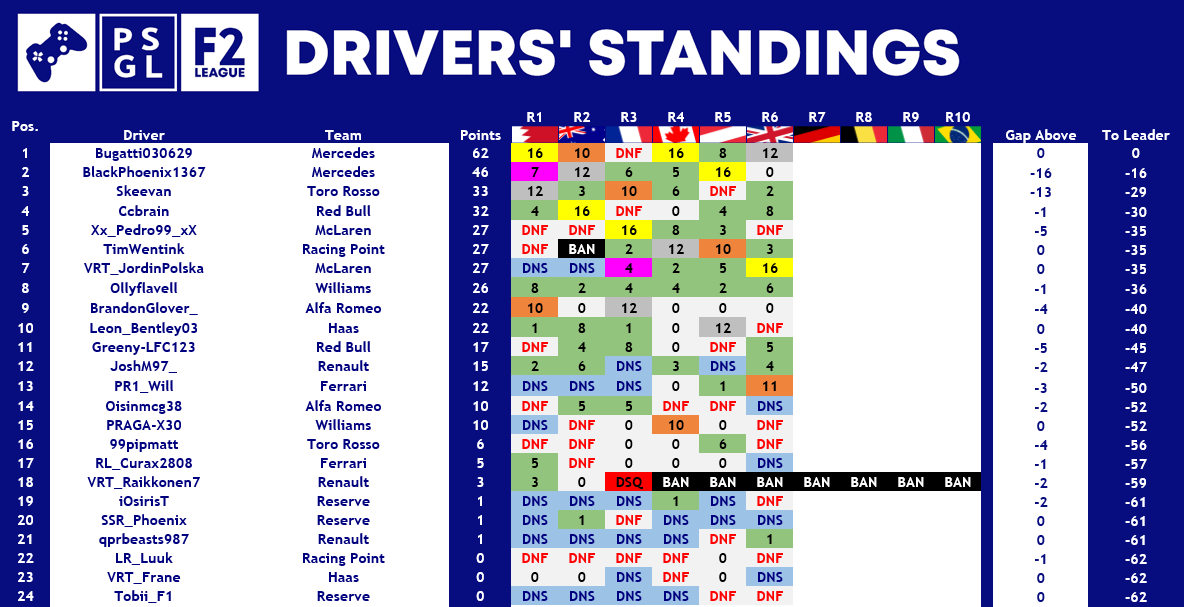 PS
GL
F2
LEAGUE
DRIVERS' STANDINGS
Pos. Driver Team Points R1 R2 R3 R4 R5 R6 R7 R8 R9 R10 Gap Above To Leader
1 Bugatti030629 Mercedes 62 16 10 DNF 16 8 12 0 0
2 BlackPhoenix1367 Mercedes 46 7 12 6 5 16 0 -16 -16
3 Skeevan Toro Rosso 33 12 3 10 6 DNF 2 -13 -29
4 Ccbrain Red Bull 32 4 16 DNF 0 4 8 -1 -30
5 Xx_Pedro99_xX McLaren 27 DNF DNF 16 8 3 DNF -5 -35
6 TimWentink Racing Point 27 DNF BAN 2 12 10 3 0 -35
7 VRT_JordinPolska McLaren 27 DNS DNS 4 2 5 16 0 -35
8 Ollyflavell Williams 26 8 2 4 4 2 6 -1 -36
9 BrandonGlover_ Alfa Romeo 22 10 0 12 0 0 0 -4 -40
10 Leon_Bentley03 Haas 22 1 8 1 0 12 DNF 0 -40
11 Greeny-LFC123 Red Bull 17 DNF 4 8 0 DNF 5 -5 -45
12 JoshM97_ Renault 15 2 6 DNS 3 DNS 4 -2 -47
13 PR1_Will Ferrari 12 DNS DNS DNS 0 1 11 -3 -50
14 Oisinmcg38 Alfa Romeo 10 DNF 5 5 DNF DNF DNS -2 -52
15 PRAGA-X30 Williams 10 DNS DNF 0 10 0 DNF 0 -52
16 99pipmatt Toro Rosso 6 DNF DNF 0 0 6 DNF -4 -56
17 RL_Curax2808 Ferrari 5 5 DNF 0 0 0 DNS -1 -57
18 VRT_Raikkonen7 Renault 3 3 0 DSQ BAN BAN BAN BAN BAN BAN BAN -2 -59
19 iOsirisT Reserve 1 DNS DNS DNS 1 DNS DNF -2 -61
20 SSR_Phoenix Reserve 1 DNS 1 DNF DNS DNS DNS 0 -61
21 qprbeasts987 Renault 1 DNS DNS DNS DNS DNF 1 0 -61
22 LR_Luuk Racing Point 0 DNF DNF DNF DNF 0 DNF -1 -62
23 VRT_Frane Haas 0 0 0 DNS DNF 0 DNS 0 -62
24 Tobii_F1 Reserve 0 DNS DNS DNS DNS DNF DNF 0 -62